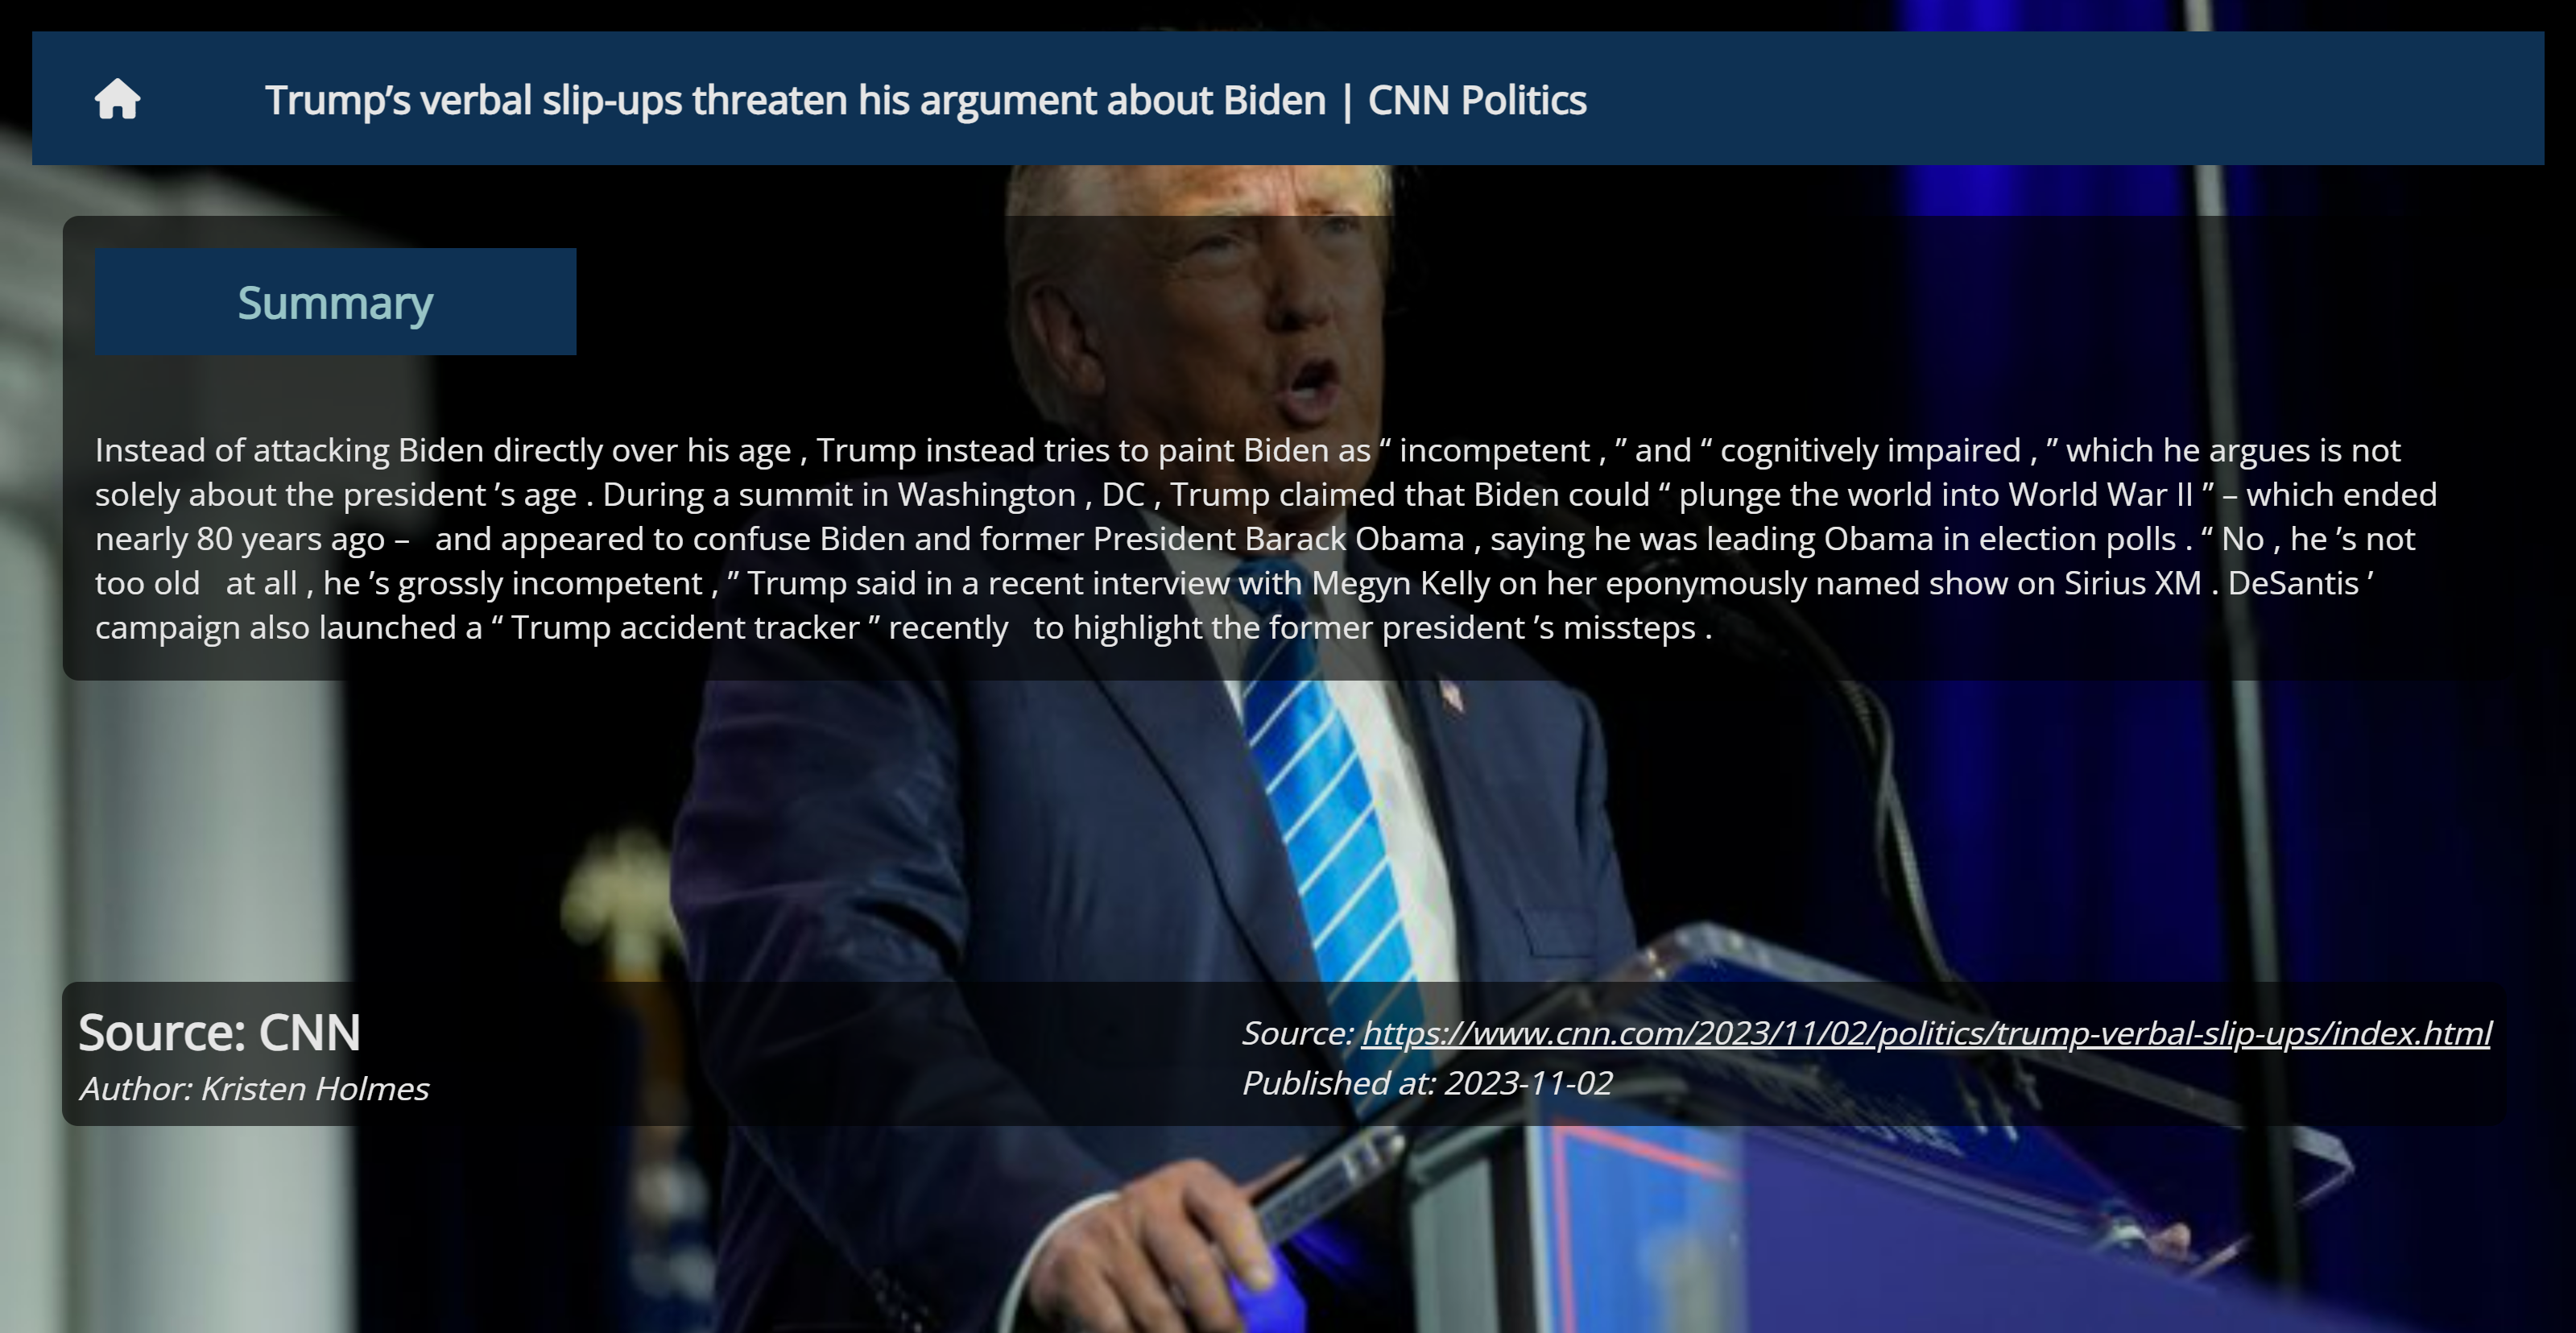 Trump’s verbal slip-ups threaten his argument about Biden | CNN Politics
Summary
Instead of attacking Biden directly over his age , Trump instead tries to paint Biden as “ incompetent , ” and “ cognitively impaired , ” which he argues is not
solely about the president ’s age . During a summit in Washington , DC , Trump claimed that Biden could “ plunge the world into World War II ” – which ended
nearly 80 years ago –   and appeared to confuse Biden and former President Barack Obama , saying he was leading Obama in election polls . “ No , he ’s not
too old   at all , he ’s grossly incompetent , ” Trump said in a recent interview with Megyn Kelly on her eponymously named show on Sirius XM . DeSantis ’
campaign also launched a “ Trump accident tracker ” recently   to highlight the former president ’s missteps .
Source: CNN
Author: Kristen Holmes
Source: https://www.cnn.com/2023/11/02/politics/trump-verbal-slip-ups/index.html
Published at: 2023-11-02